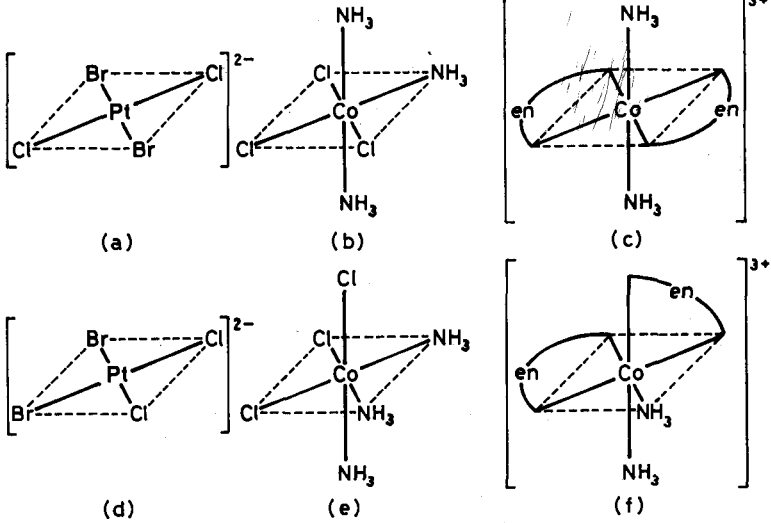 NH₃ NH₃ 3+
Br Cl 2− Cl NH₃
Pt Co en Co en
Cl Br Cl Cl
NH₃ NH₃
(a) (b) (c)
Cl en 3+
Br Cl 2− Cl NH₃
Pt Co en Co
Br Cl Cl NH₃ NH₃
NH₃ NH₃
(d) (e) (f)